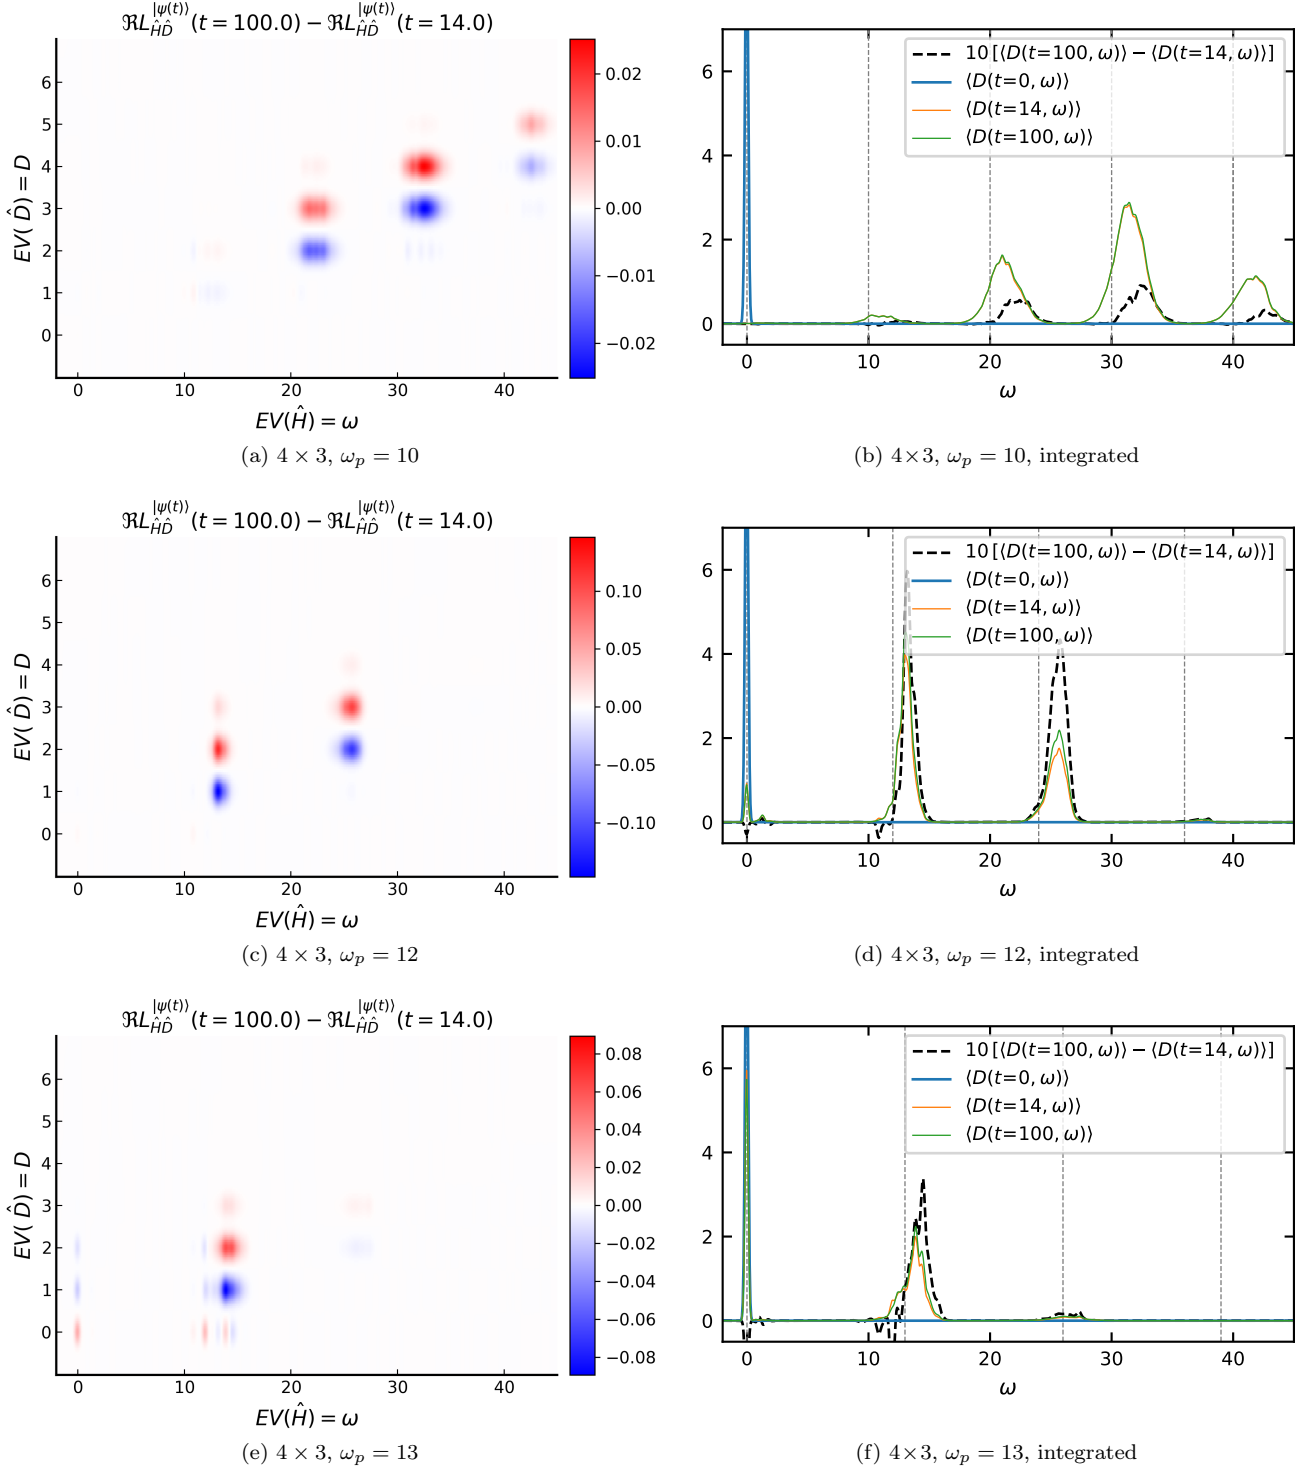 ℜL_{ĤD̂}^{|ψ(t)⟩}(t = 100.0) − ℜL_{ĤD̂}^{|ψ(t)⟩}(t = 14.0)
EV(D̂) = D
6
5
4
3
2
1
0
0 10 20 30 40
EV(Ĥ) = ω
0.02
0.01
0.00
−0.01
−0.02
(a) 4 × 3, ω_p = 10
10 [⟨D(t=100, ω)⟩ − ⟨D(t=14, ω)⟩]
⟨D(t=0, ω)⟩
⟨D(t=14, ω)⟩
⟨D(t=100, ω)⟩
6
4
2
0
0 10 20 30 40
ω
(b) 4×3, ω_p = 10, integrated
ℜL_{ĤD̂}^{|ψ(t)⟩}(t = 100.0) − ℜL_{ĤD̂}^{|ψ(t)⟩}(t = 14.0)
EV(D̂) = D
6
5
4
3
2
1
0
0 10 20 30 40
EV(Ĥ) = ω
0.10
0.05
0.00
−0.05
−0.10
(c) 4 × 3, ω_p = 12
10 [⟨D(t=100, ω)⟩ − ⟨D(t=14, ω)⟩]
⟨D(t=0, ω)⟩
⟨D(t=14, ω)⟩
⟨D(t=100, ω)⟩
6
4
2
0
0 10 20 30 40
ω
(d) 4×3, ω_p = 12, integrated
ℜL_{ĤD̂}^{|ψ(t)⟩}(t = 100.0) − ℜL_{ĤD̂}^{|ψ(t)⟩}(t = 14.0)
EV(D̂) = D
6
5
4
3
2
1
0
0 10 20 30 40
EV(Ĥ) = ω
0.08
0.06
0.04
0.02
0.00
−0.02
−0.04
−0.06
−0.08
(e) 4 × 3, ω_p = 13
10 [⟨D(t=100, ω)⟩ − ⟨D(t=14, ω)⟩]
⟨D(t=0, ω)⟩
⟨D(t=14, ω)⟩
⟨D(t=100, ω)⟩
6
4
2
0
0 10 20 30 40
ω
(f) 4×3, ω_p = 13, integrated